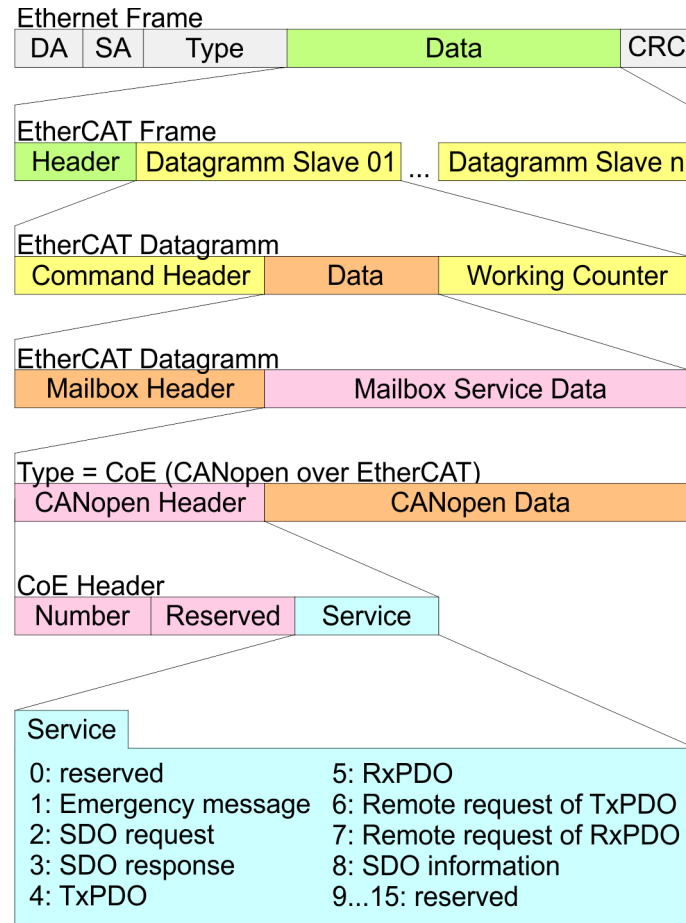 Ethernet Frame
DA SA Type Data CRC
EtherCAT Frame
Header Datagramm Slave 01 ... Datagramm Slave n
EtherCAT Datagramm
Command Header Data Working Counter
EtherCAT Datagramm
Mailbox Header Mailbox Service Data
Type = CoE (CANopen over EtherCAT)
CANopen Header CANopen Data
CoE Header
Number Reserved Service
Service
0: reserved
1: Emergency message
2: SDO request
3: SDO response
4: TxPDO
5: RxPDO
6: Remote request of TxPDO
7: Remote request of RxPDO
8: SDO information
9...15: reserved